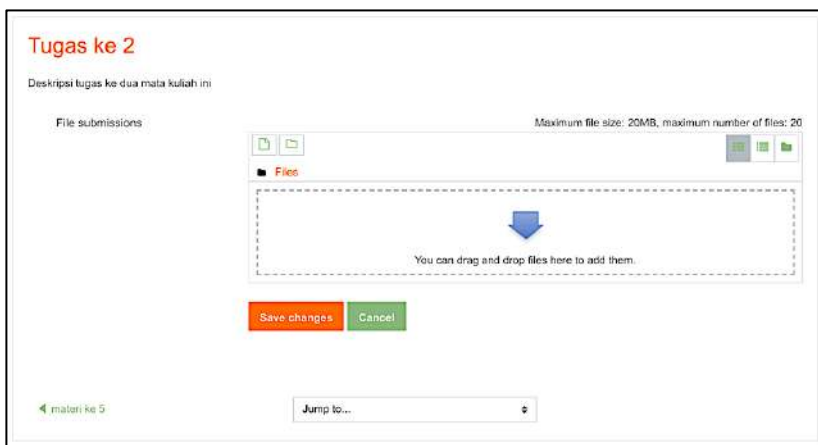 Tugas ke 2
Deskripsi tugas ke dua mata kuliah ini
File submissions
Maximum file size: 20MB, maximum number of files: 20
Files
You can drag and drop files here to add them.
Save changes
Cancel
materi ke 5
Jump to...